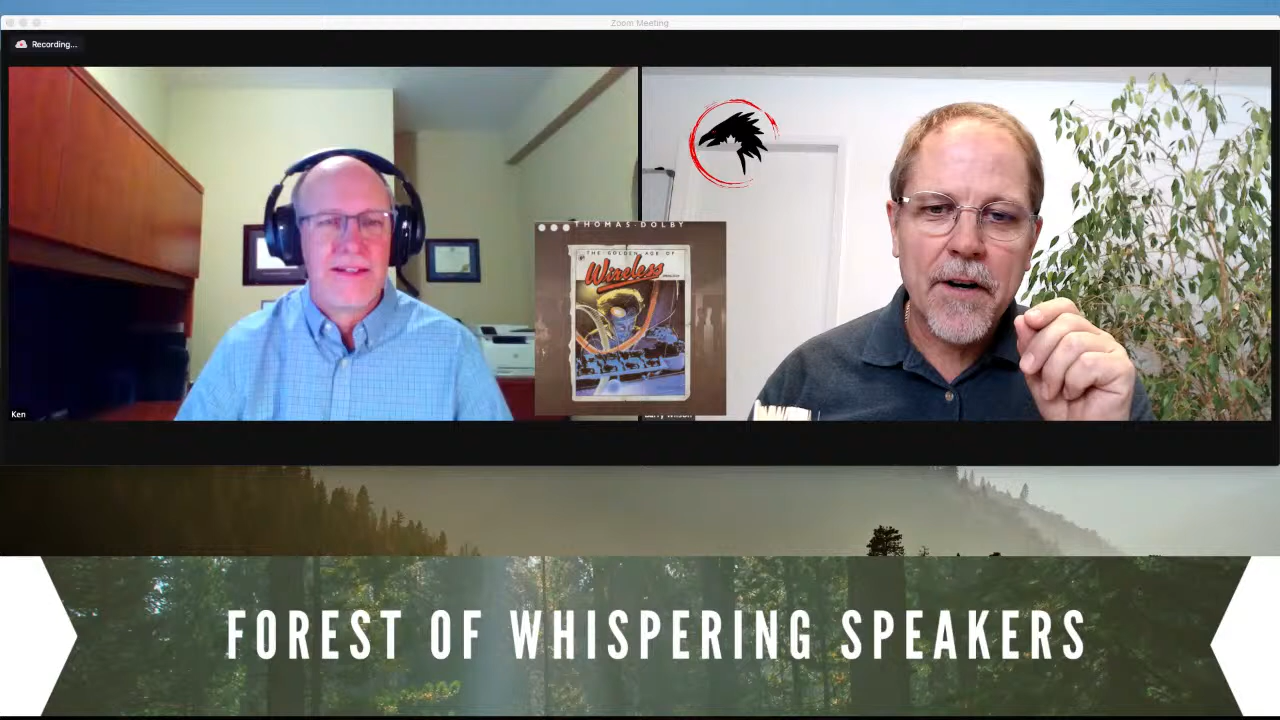 Zoom Meeting
Recording...
THOMAS DOLBY
THE GOLDEN AGE OF
Wireless
Ken
FOREST OF WHISPERING SPEAKERS